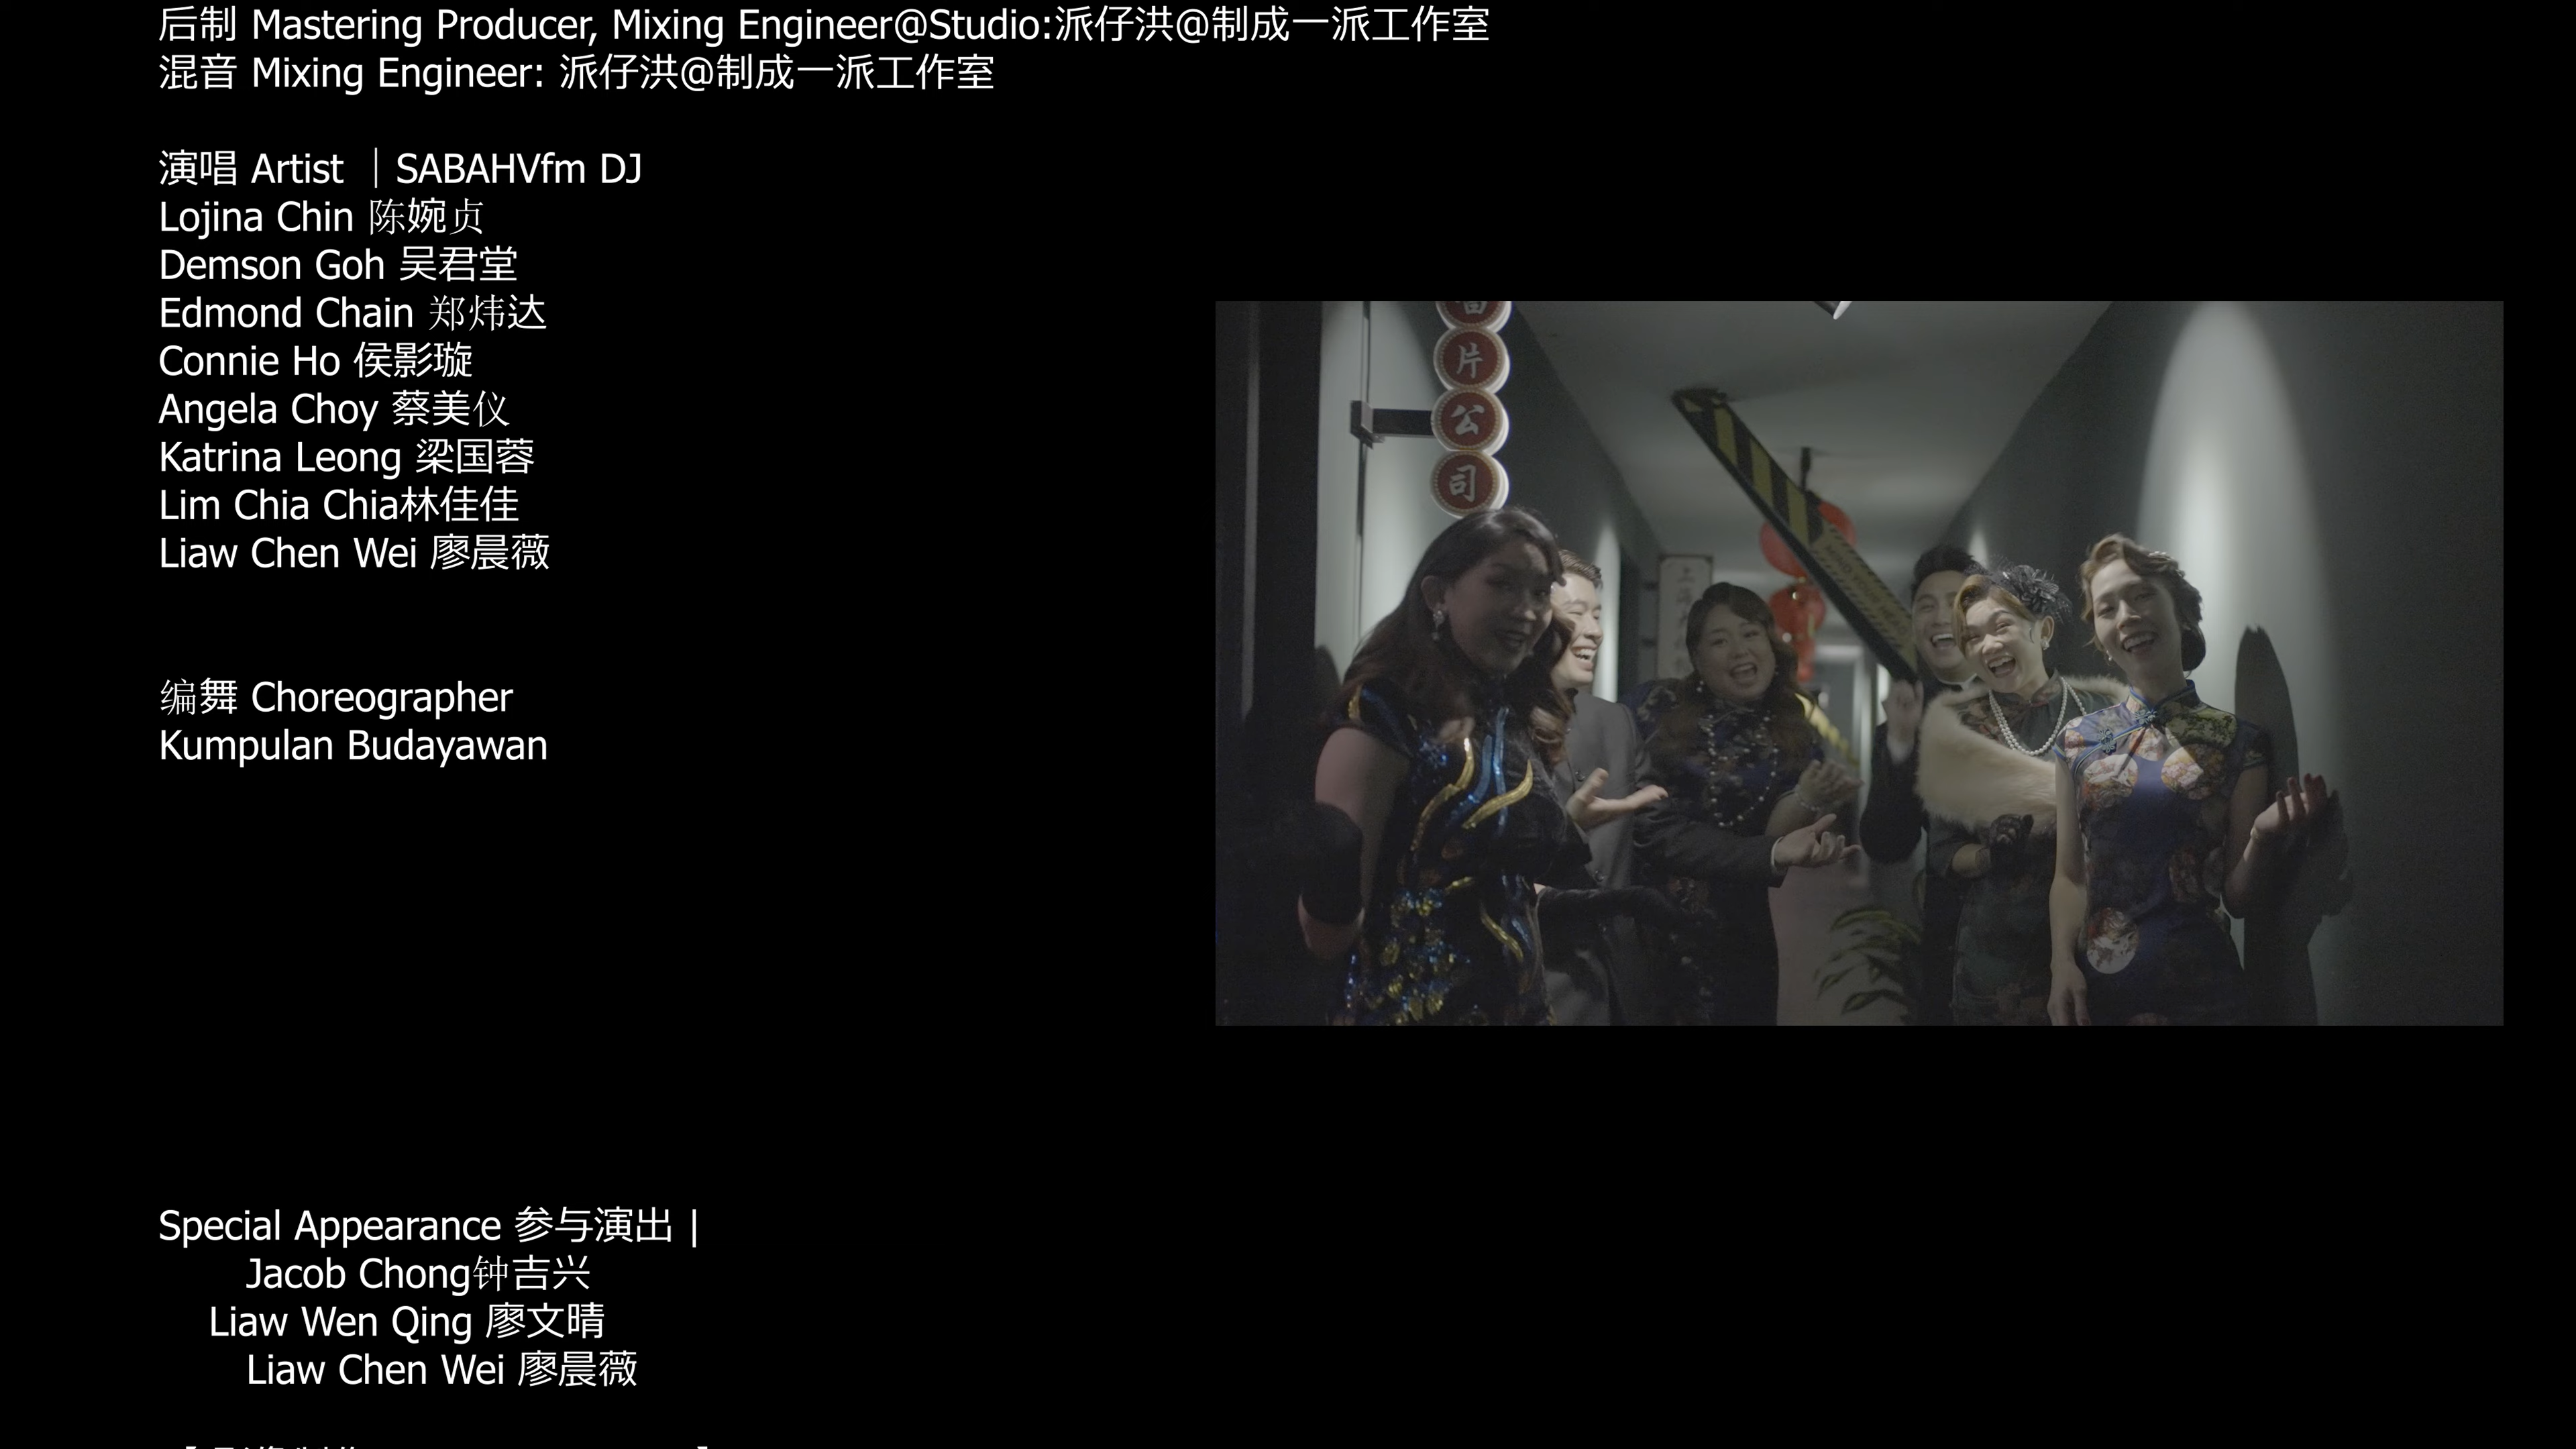 后制 Mastering Producer, Mixing Engineer@Studio:派仔洪@制成一派工作室
混音 Mixing Engineer: 派仔洪@制成一派工作室
演唱 Artist ｜SABAHVfm DJ
Lojina Chin 陈婉贞
Demson Goh 吴君堂
Edmond Chain 郑炜达
Connie Ho 侯影璇
Angela Choy 蔡美仪
Katrina Leong 梁国蓉
Lim Chia Chia林佳佳
Liaw Chen Wei 廖晨薇
编舞 Choreographer
Kumpulan Budayawan
Special Appearance 参与演出 |
Jacob Chong钟吉兴
Liaw Wen Qing 廖文晴
Liaw Chen Wei 廖晨薇
片
公
司